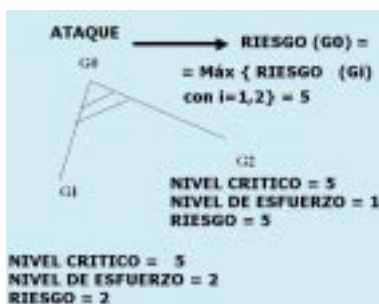 ATAQUE
RIESGO (G0) =
G0
= Máx { RIESGO (Gi)
con i=1,2} = 5
G2
G1
NIVEL CRITICO = 5
NIVEL DE ESFUERZO = 1
RIESGO = 5
NIVEL CRITICO = 5
NIVEL DE ESFUERZO = 2
RIESGO = 2